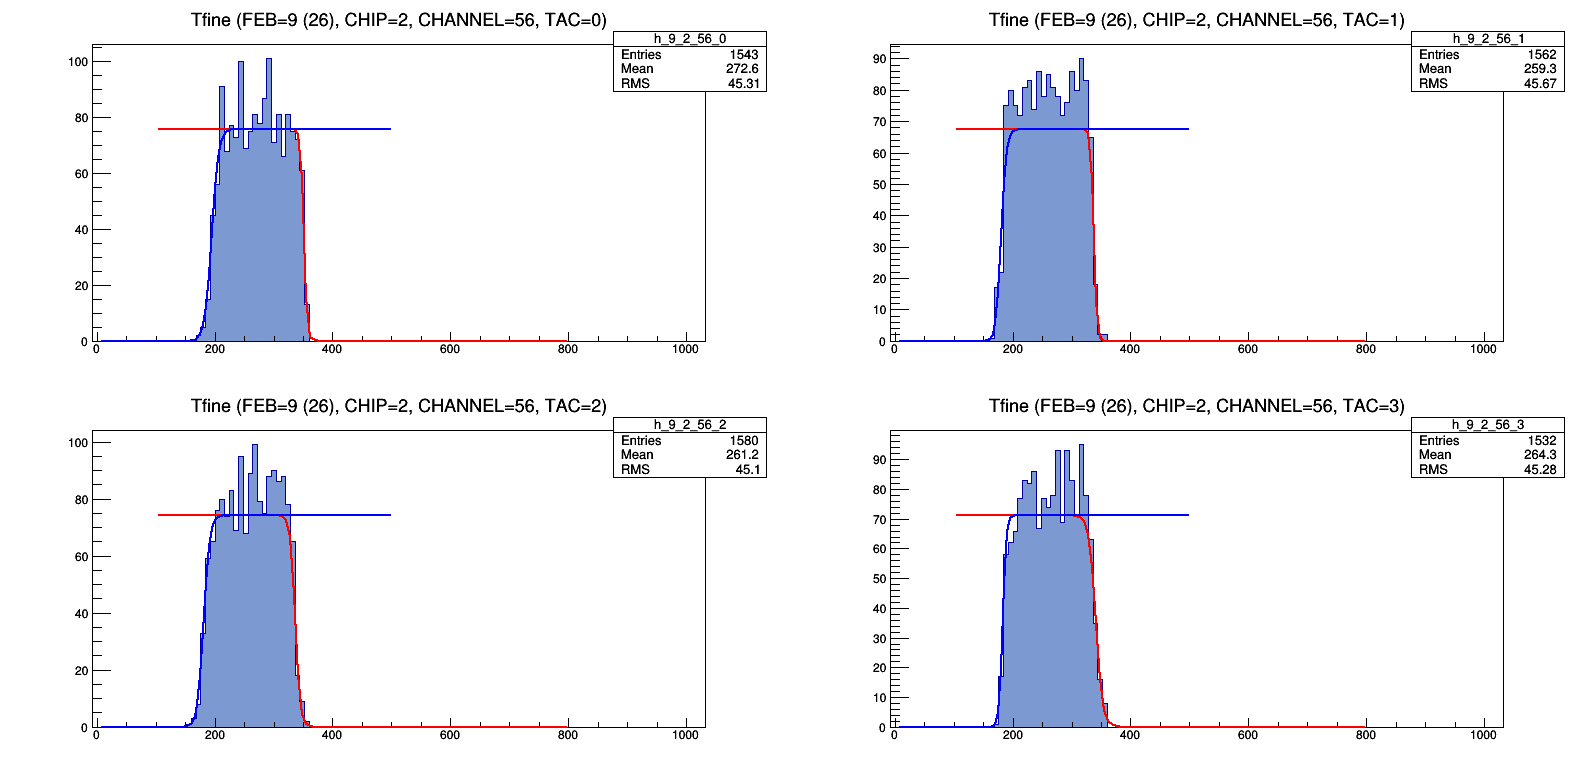 Tfine (FEB=9 (26), CHIP=2, CHANNEL=56, TAC=0)
h_9_2_56_0
Entries 1543
Mean 272.6
RMS 45.31
100
80
60
40
20
0
0 200 400 600 800 1000
Tfine (FEB=9 (26), CHIP=2, CHANNEL=56, TAC=1)
h_9_2_56_1
Entries 1562
Mean 259.3
RMS 45.67
90
80
70
60
50
40
30
20
10
0
0 200 400 600 800 1000
Tfine (FEB=9 (26), CHIP=2, CHANNEL=56, TAC=2)
h_9_2_56_2
Entries 1580
Mean 261.2
RMS 45.1
100
80
60
40
20
0
0 200 400 600 800 1000
Tfine (FEB=9 (26), CHIP=2, CHANNEL=56, TAC=3)
h_9_2_56_3
Entries 1532
Mean 264.3
RMS 45.28
90
80
70
60
50
40
30
20
10
0
0 200 400 600 800 1000